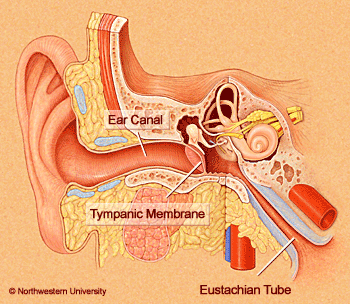 Ear Canal
Tympanic Membrane
© Northwestern University
Eustachian Tube